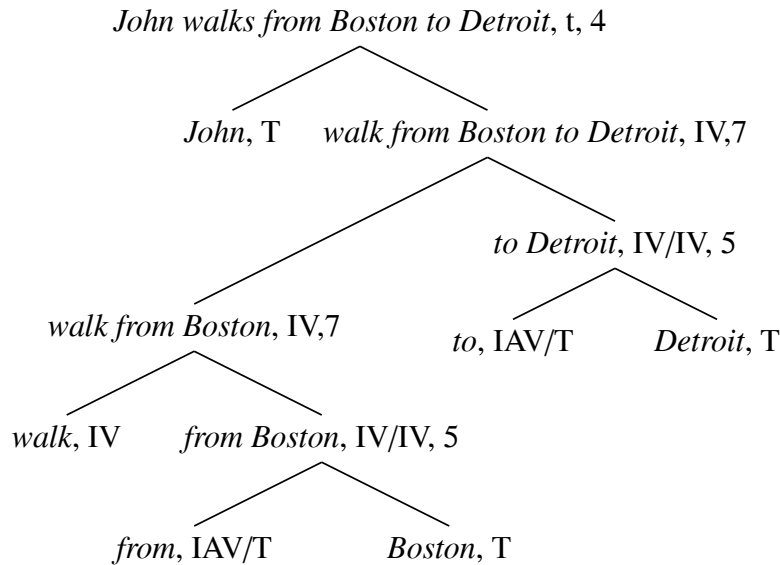 John walks from Boston to Detroit, t, 4
John, T walk from Boston to Detroit, IV,7
to Detroit, IV/IV, 5
walk from Boston, IV,7
to, IAV/T Detroit, T
walk, IV from Boston, IV/IV, 5
from, IAV/T Boston, T